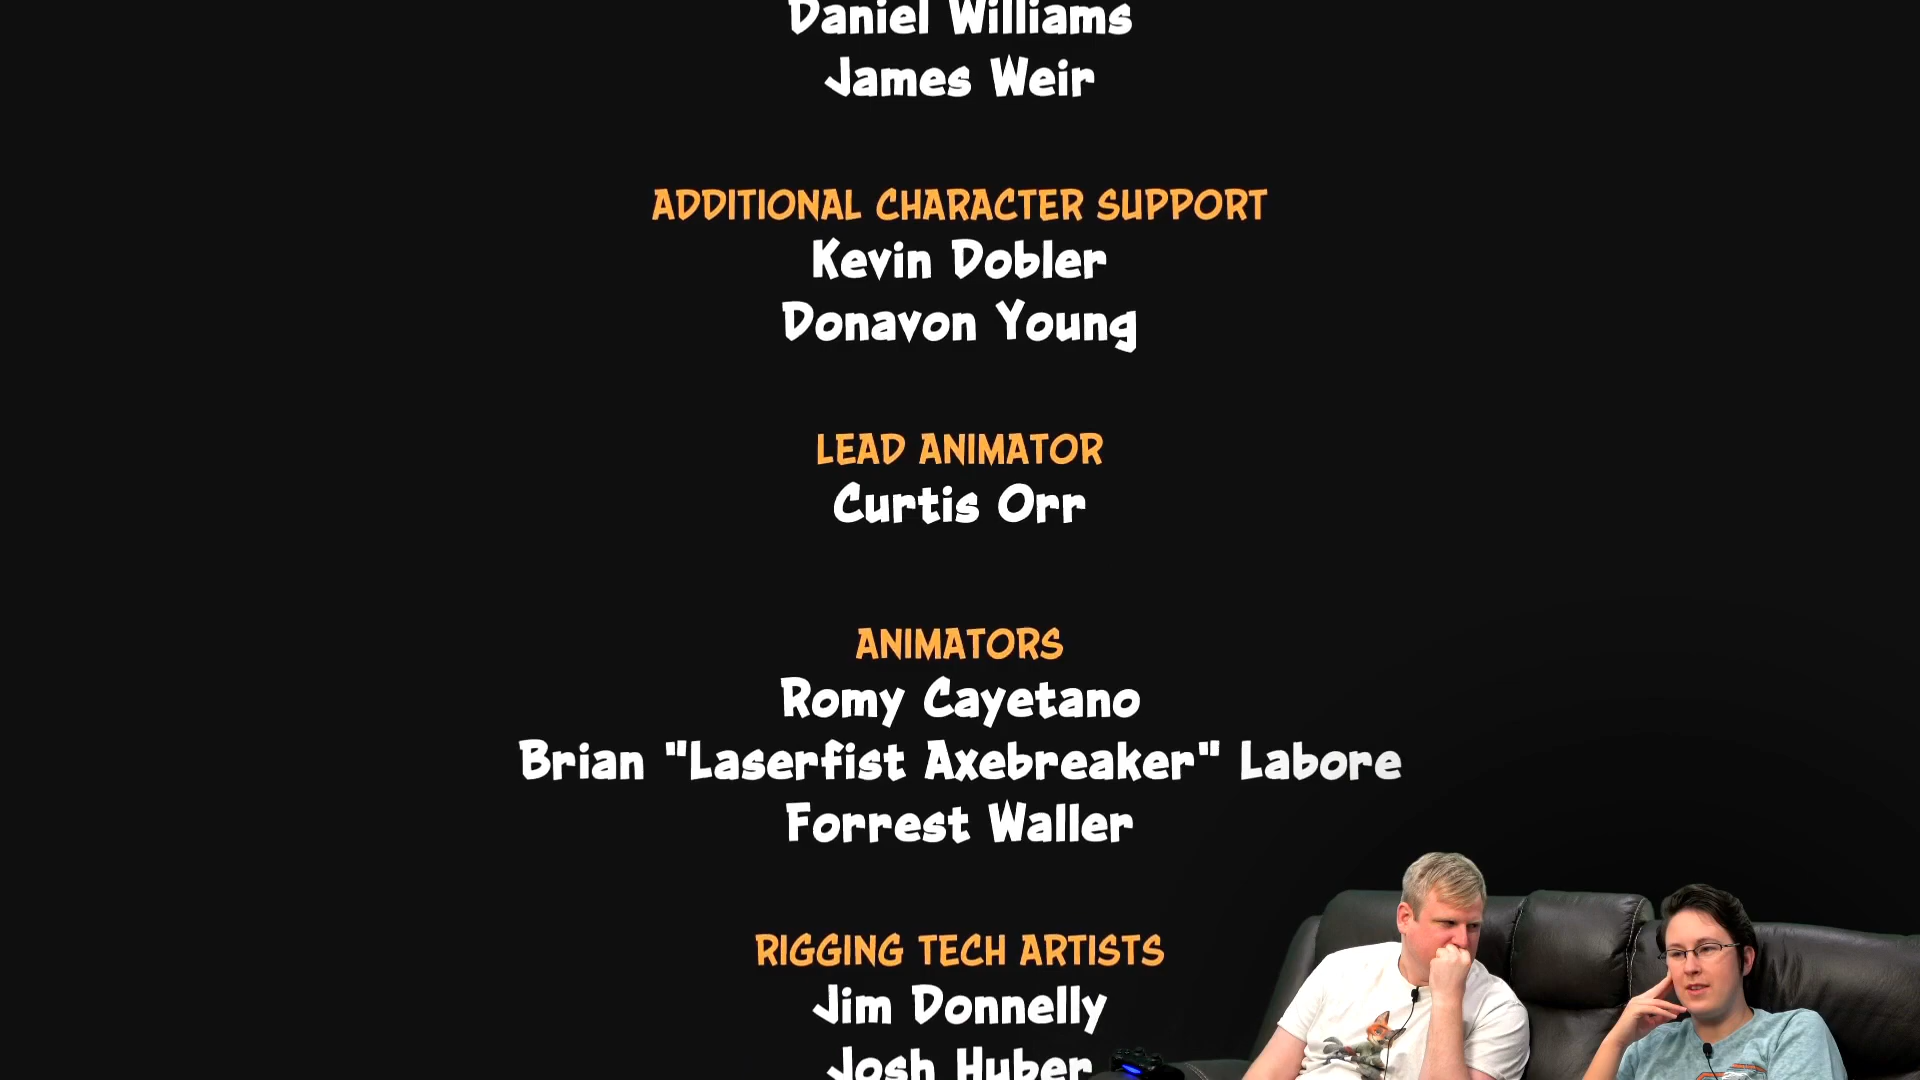 Daniel Williams
James Weir
ADDITIONAL CHARACTER SUPPORT
Kevin Dobler
Donavon Young
LEAD ANIMATOR
Curtis Orr
ANIMATORS
Romy Cayetano
Brian "Laserfist Axebreaker" Labore
Forrest Waller
RIGGING TECH ARTISTS
Jim Donnelly
Josh Huber